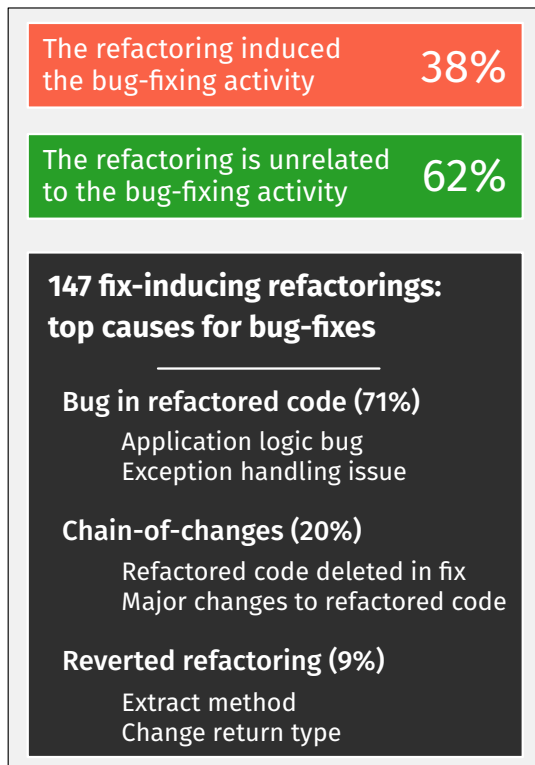 The refactoring induced
the bug-fixing activity
38%
The refactoring is unrelated
to the bug-fixing activity
62%
147 fix-inducing refactorings:
top causes for bug-fixes
Bug in refactored code (71%)
Application logic bug
Exception handling issue
Chain-of-changes (20%)
Refactored code deleted in fix
Major changes to refactored code
Reverted refactoring (9%)
Extract method
Change return type